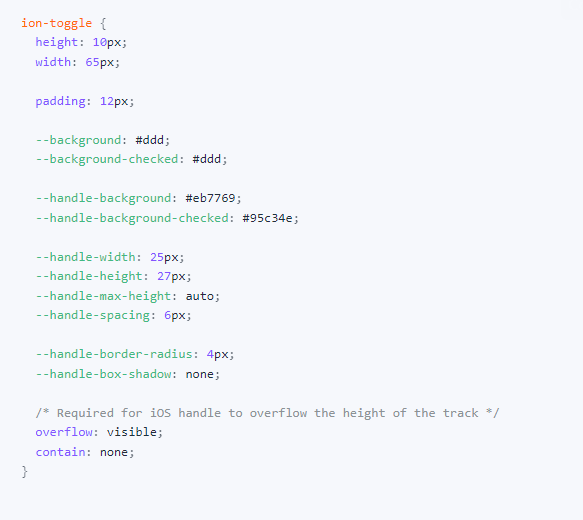 ion-toggle {
  height: 10px;
  width: 65px;

  padding: 12px;

  --background: #ddd;
  --background-checked: #ddd;

  --handle-background: #eb7769;
  --handle-background-checked: #95c34e;

  --handle-width: 25px;
  --handle-height: 27px;
  --handle-max-height: auto;
  --handle-spacing: 6px;

  --handle-border-radius: 4px;
  --handle-box-shadow: none;

  /* Required for iOS handle to overflow the height of the track */
  overflow: visible;
  contain: none;
}